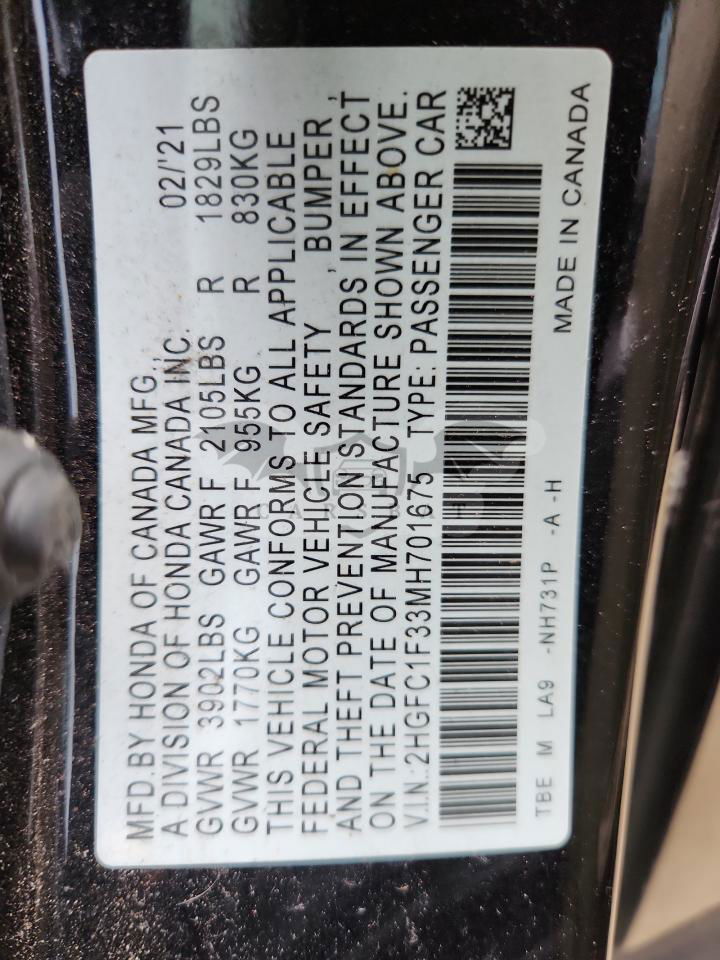 MFD.BY HONDA OF CANADA MFG.,
A DIVISION OF HONDA CANADA INC. 02/'21
GVWR 3902LBS GAWR F 2105LBS R 1829LBS
GVWR 1770KG GAWR F 955KG R 830KG
THIS VEHICLE CONFORMS TO ALL APPLICABLE
FEDERAL MOTOR VEHICLE SAFETY , BUMPER ,
AND THEFT PREVENTION STANDARDS IN EFFECT
ON THE DATE OF MANUFACTURE SHOWN ABOVE.
V.I.N.:2HGFC1F33MH701675 TYPE: PASSENGER CAR
TBE M LA9 -NH731P -A -H
MADE IN CANADA